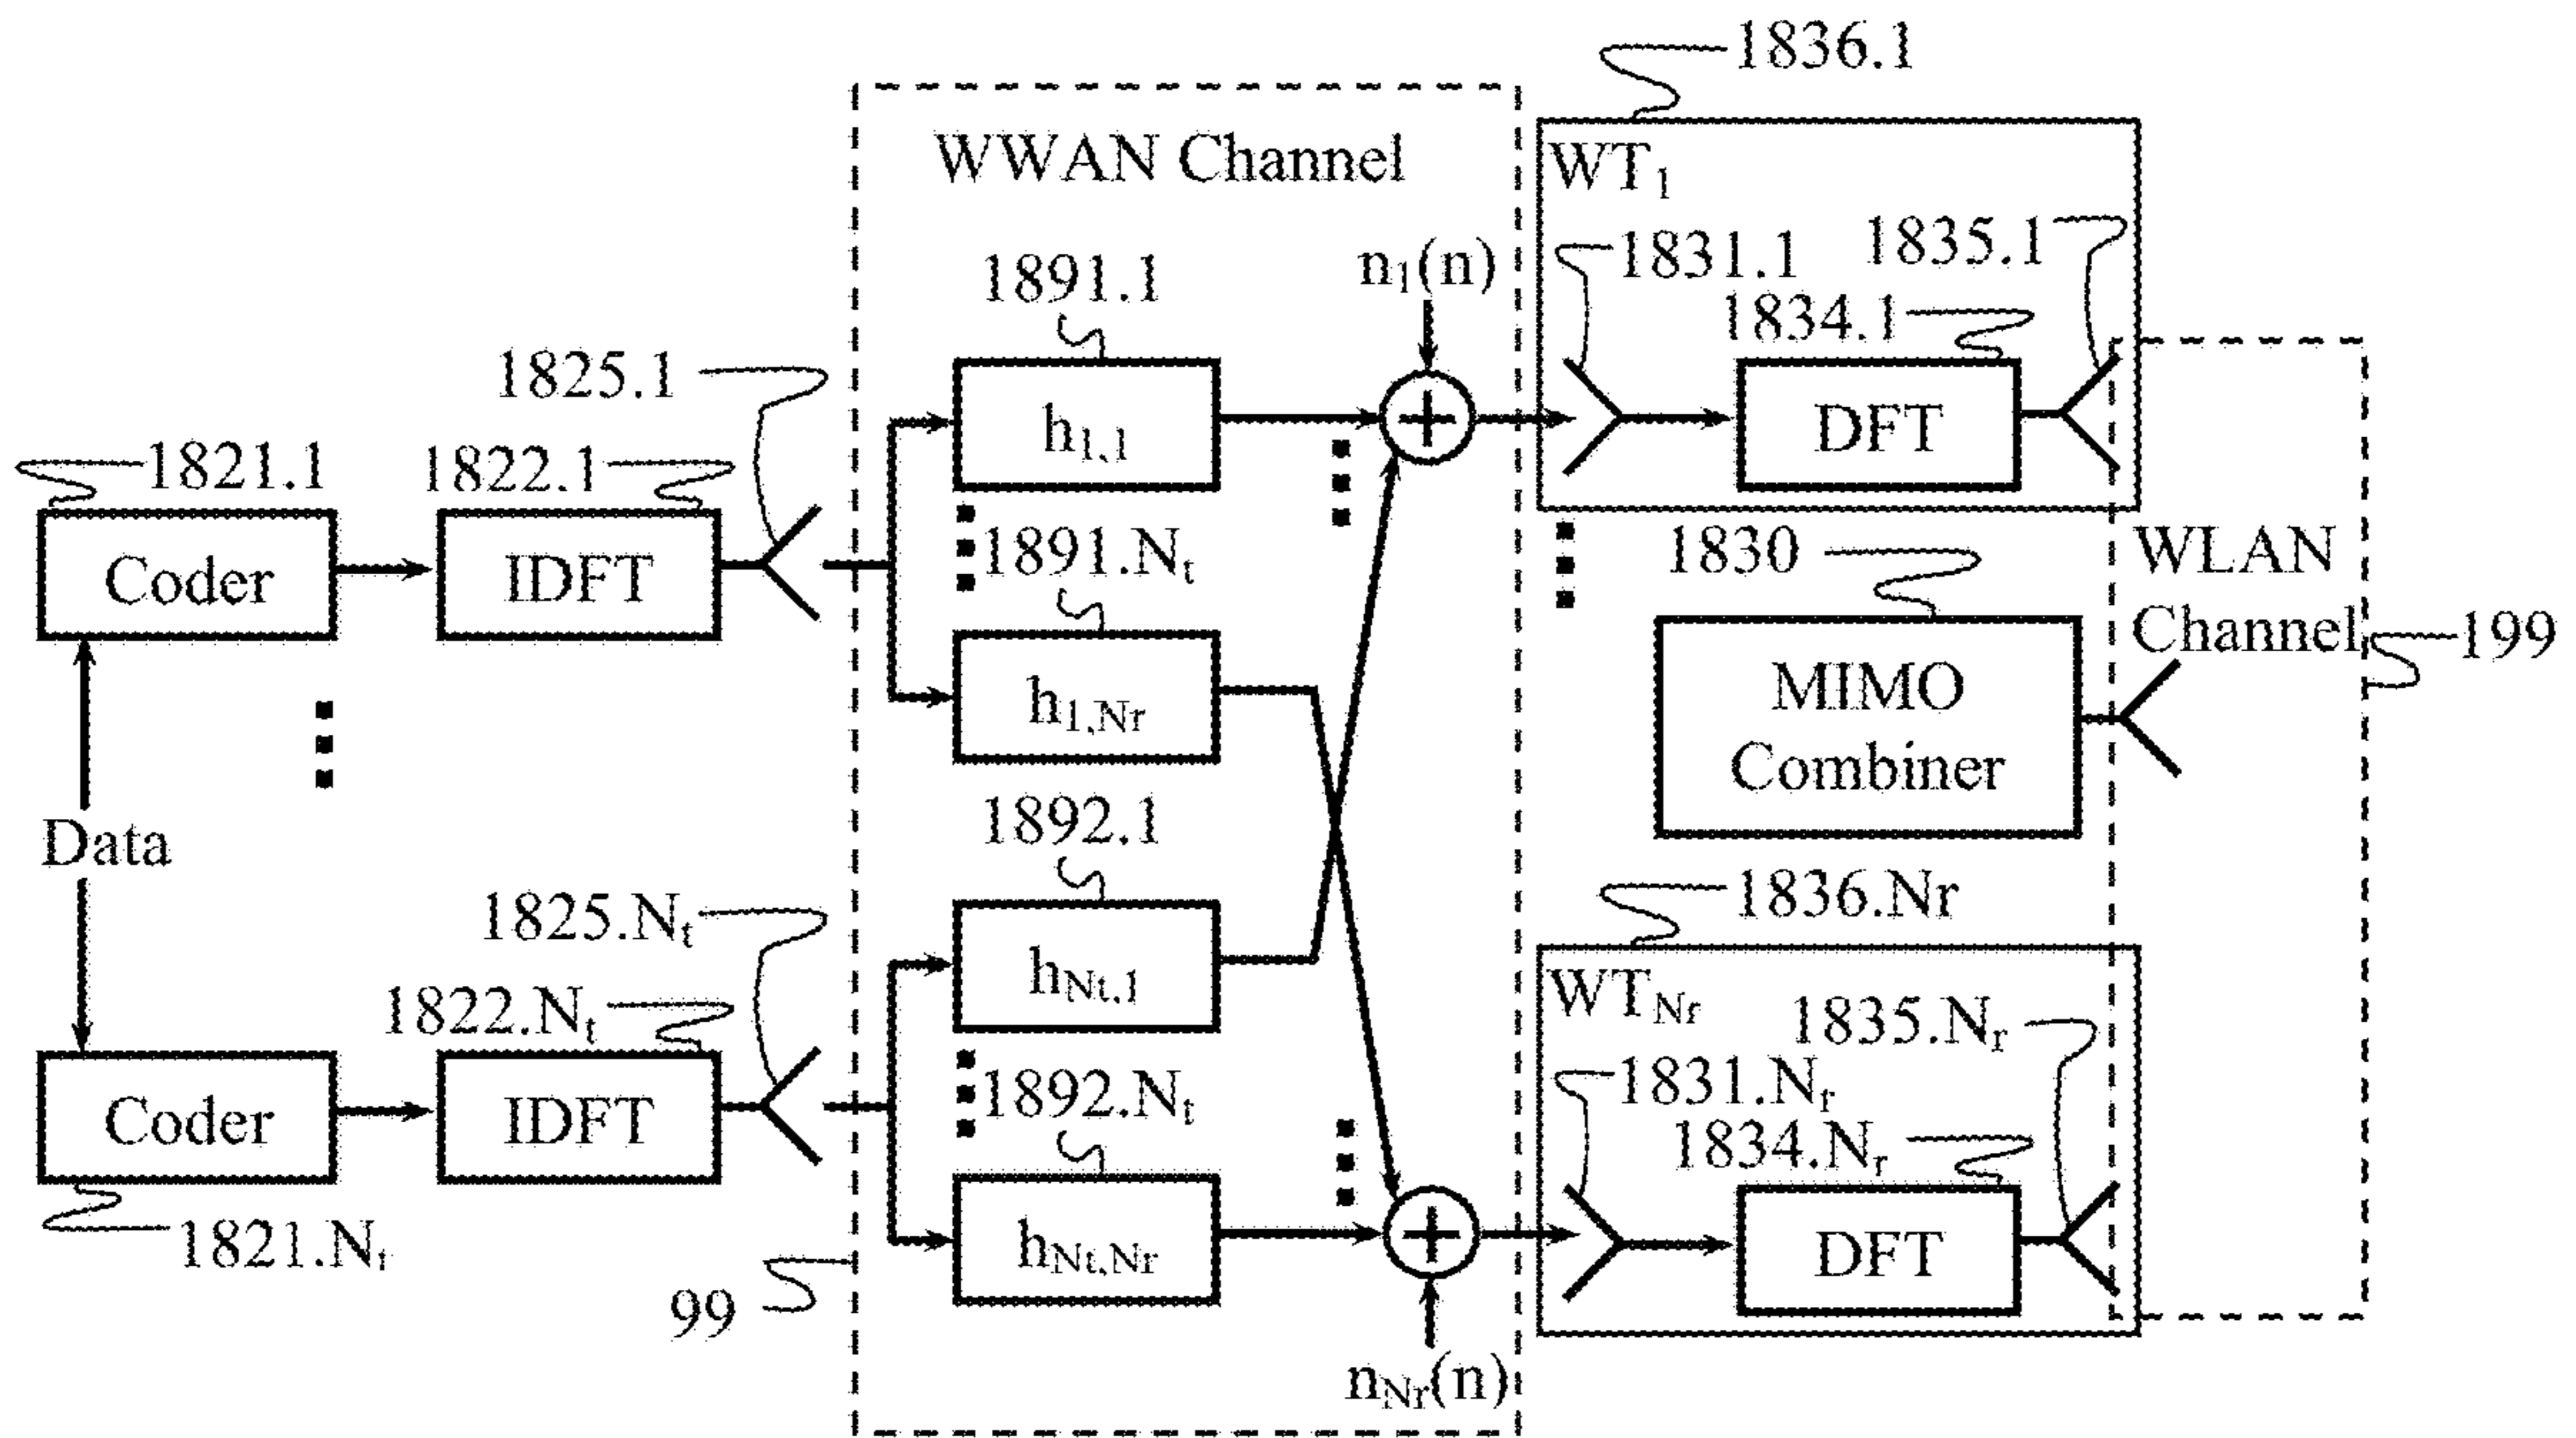 1836.1
WWAN Channel
WT1
1831.1
1835.1
n1(n)
1891.1
1834.1
1825.1
h1,1
DFT
1821.1
1822.1
Coder
IDFT
1891.Nt
1830
WLAN
Channel
199
h1,Nr
MIMO
Combiner
Data
1892.1
1836.Nr
1825.Nt
hNt,1
WTNr
1835.Nr
1822.Nt
1892.Nt
1831.Nr
1834.Nr
Coder
IDFT
1821.Nt
hNt,Nr
DFT
99
nNr(n)